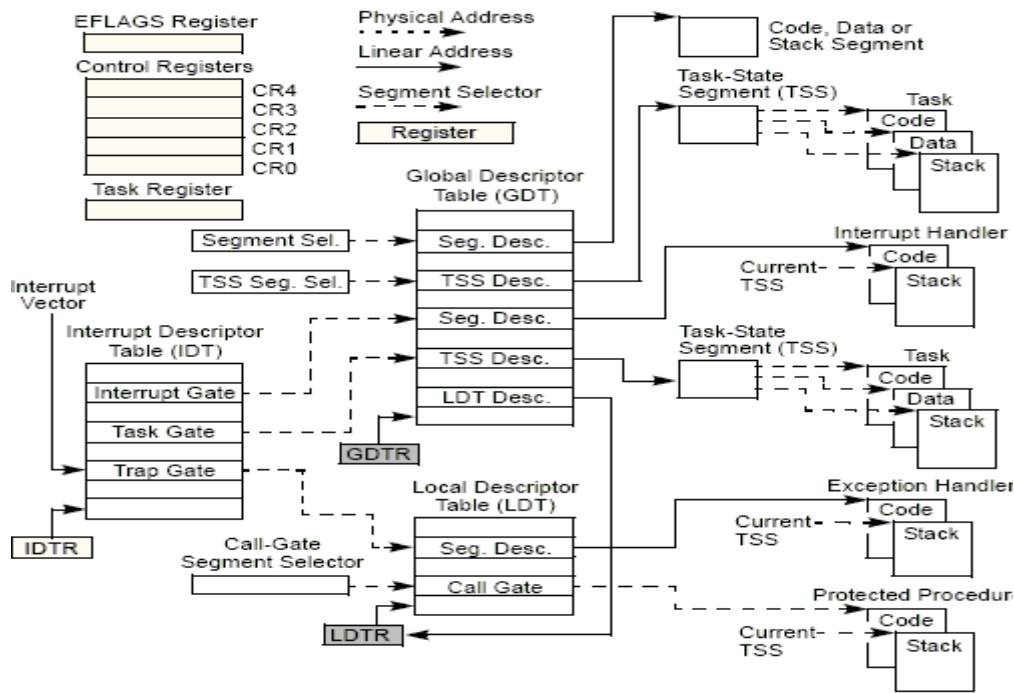 EFLAGS Register
Control Registers
CR4
CR3
CR2
CR1
CR0
Task Register
Physical Address
Linear Address
Segment Selector
Register
Code, Data or
Stack Segment
Task-State
Segment (TSS)
Task
Code
Data
Stack
Global Descriptor
Table (GDT)
Segment Sel.
Seg. Desc.
TSS Seg. Sel.
TSS Desc.
Seg. Desc.
TSS Desc.
LDT Desc.
GDTR
Interrupt Handler
Code
Current-
TSS
Stack
Interrupt
Vector
Interrupt Descriptor
Table (IDT)
Interrupt Gate
Task Gate
Trap Gate
IDTR
Task-State
Segment (TSS)
Task
Code
Data
Stack
Local Descriptor
Table (LDT)
Call-Gate
Segment Selector
Seg. Desc.
Call Gate
LDTR
Exception Handler
Code
Current-
TSS
Stack
Protected Procedur
Code
Current-
TSS
Stack